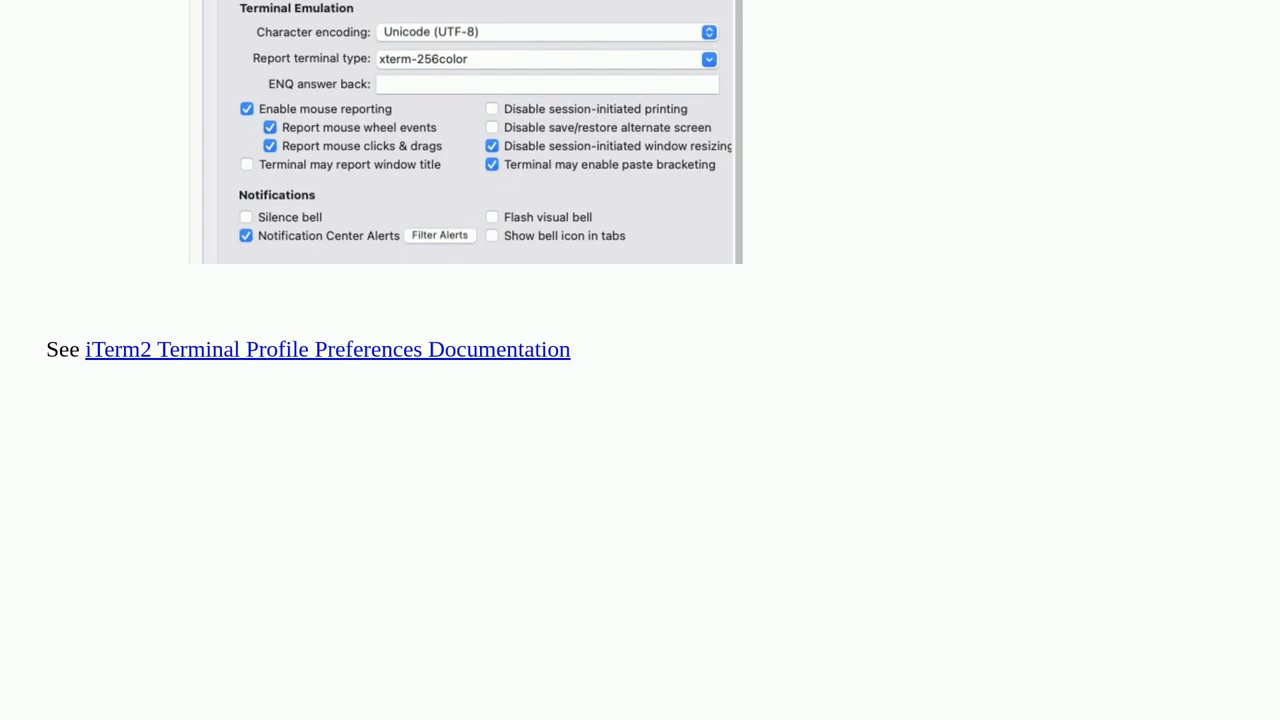 Terminal Emulation
Character encoding: Unicode (UTF-8)
Report terminal type: xterm-256color
ENQ answer back:
Enable mouse reporting Disable session-initiated printing
Report mouse wheel events Disable save/restore alternate screen
Report mouse clicks & drags Disable session-initiated window resizing
Terminal may report window title Terminal may enable paste bracketing
Notifications
Silence bell Flash visual bell
Notification Center Alerts Filter Alerts Show bell icon in tabs
See iTerm2 Terminal Profile Preferences Documentation